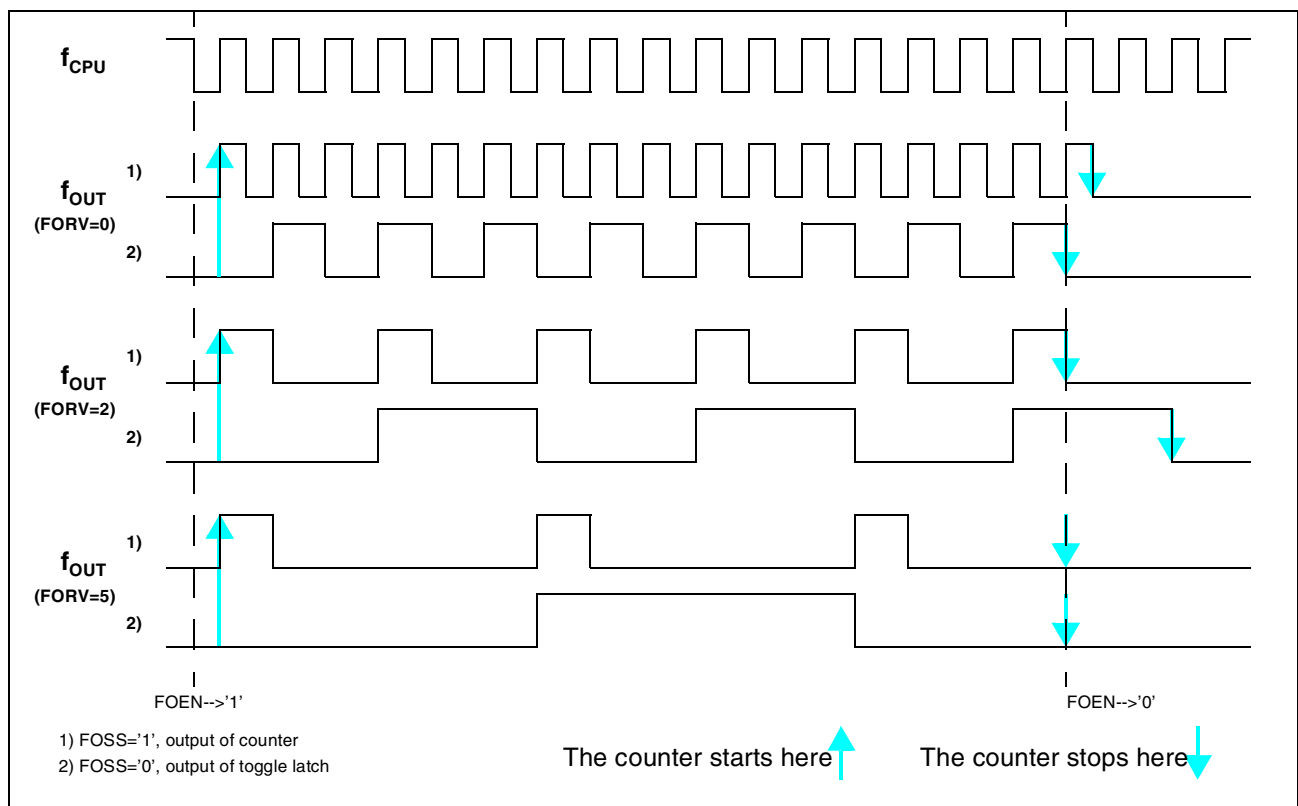 fCPU
1)
fOUT
(FORV=0)
2)
1)
fOUT
(FORV=2)
2)
1)
fOUT
(FORV=5)
2)
FOEN-->'1'
FOEN-->'0'
1) FOSS='1', output of counter
2) FOSS='0', output of toggle latch
The counter starts here
The counter stops here